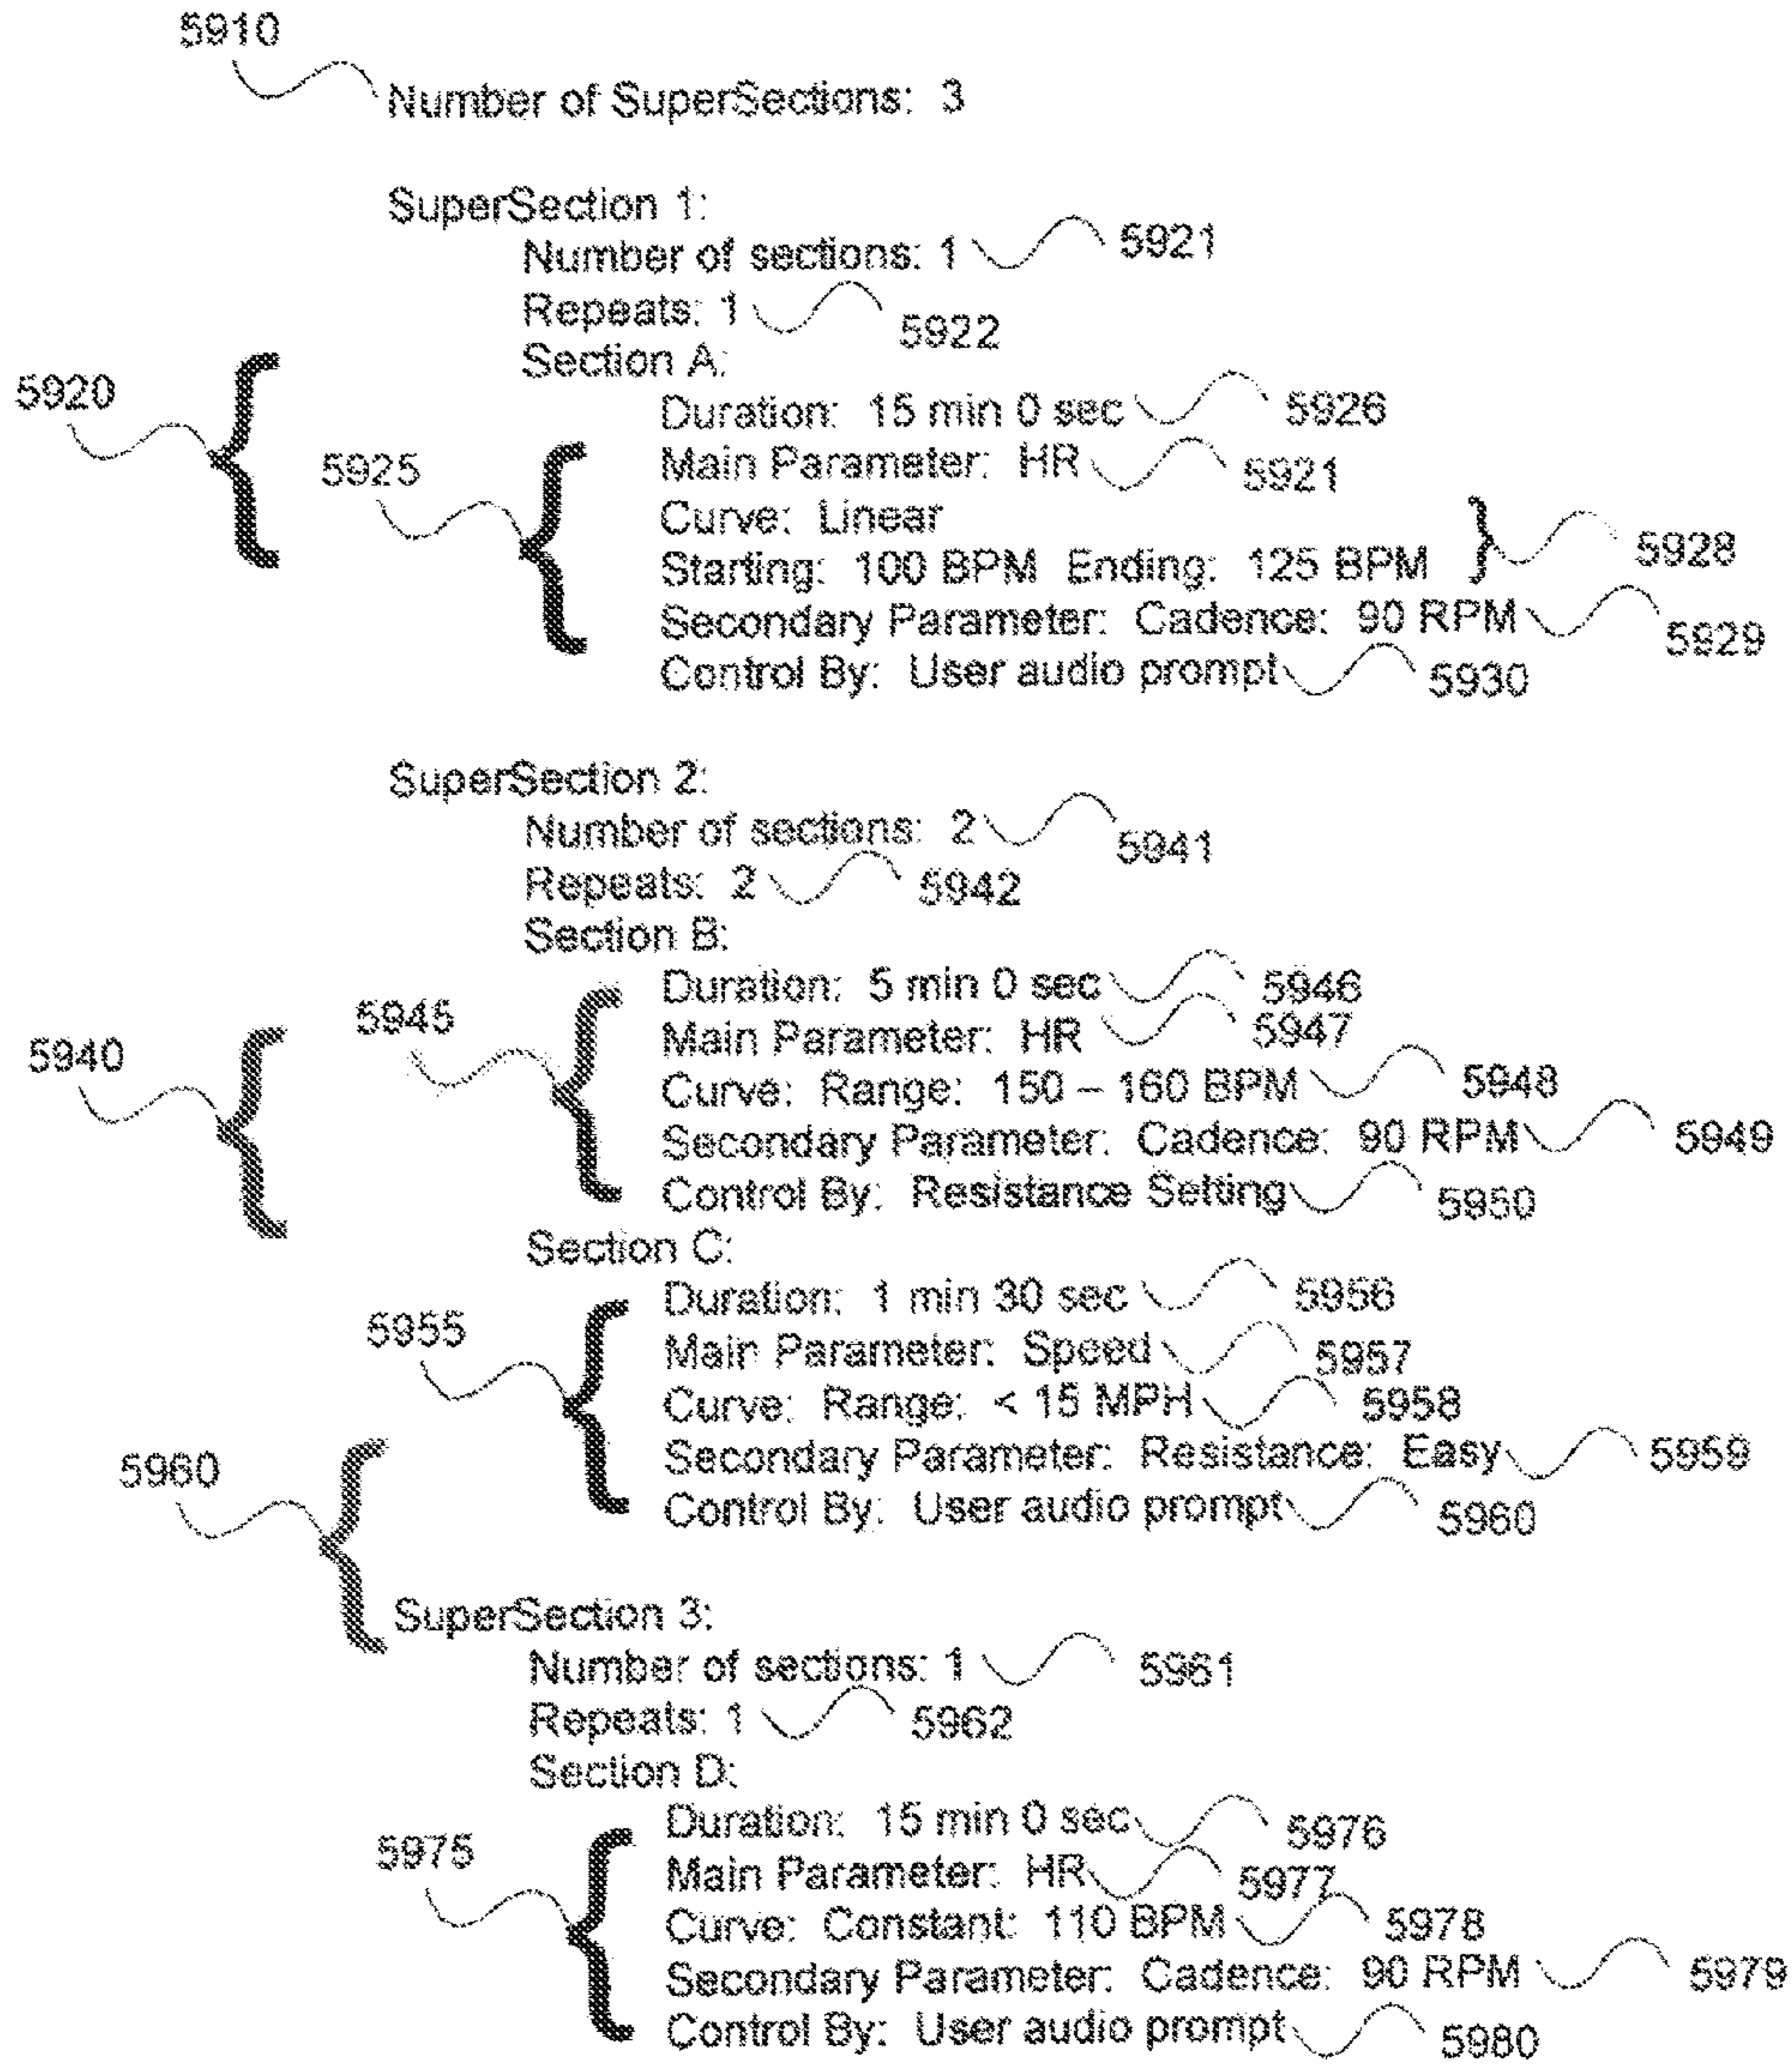 5910
Number of SuperSections: 3
SuperSection 1:
Number of sections: 1 5921
Repeats: 1 5922
Section A:
5920
Duration: 15 min 0 sec 5926
5925 Main Parameter: HR 5921
Curve: Linear
Starting: 100 BPM Ending: 125 BPM 5928
Secondary Parameter: Cadence: 90 RPM 5929
Control By: User audio prompt 5930
SuperSection 2:
Number of sections: 2 5941
Repeats: 2 5942
Section B:
Duration: 5 min 0 sec 5946
5945 Main Parameter: HR 5947
5940 Curve: Range: 150 – 160 BPM 5948
Secondary Parameter: Cadence: 90 RPM 5949
Control By: Resistance Setting 5950
Section C:
Duration: 1 min 30 sec 5956
5955 Main Parameter: Speed 5957
Curve: Range: < 15 MPH 5958
5960 Secondary Parameter: Resistance: Easy 5959
Control By: User audio prompt 5960
SuperSection 3:
Number of sections: 1 5961
Repeats: 1 5962
Section D:
Duration: 15 min 0 sec 5976
5975 Main Parameter: HR 5977
Curve: Constant: 110 BPM 5978
Secondary Parameter: Cadence: 90 RPM 5979
Control By: User audio prompt 5980